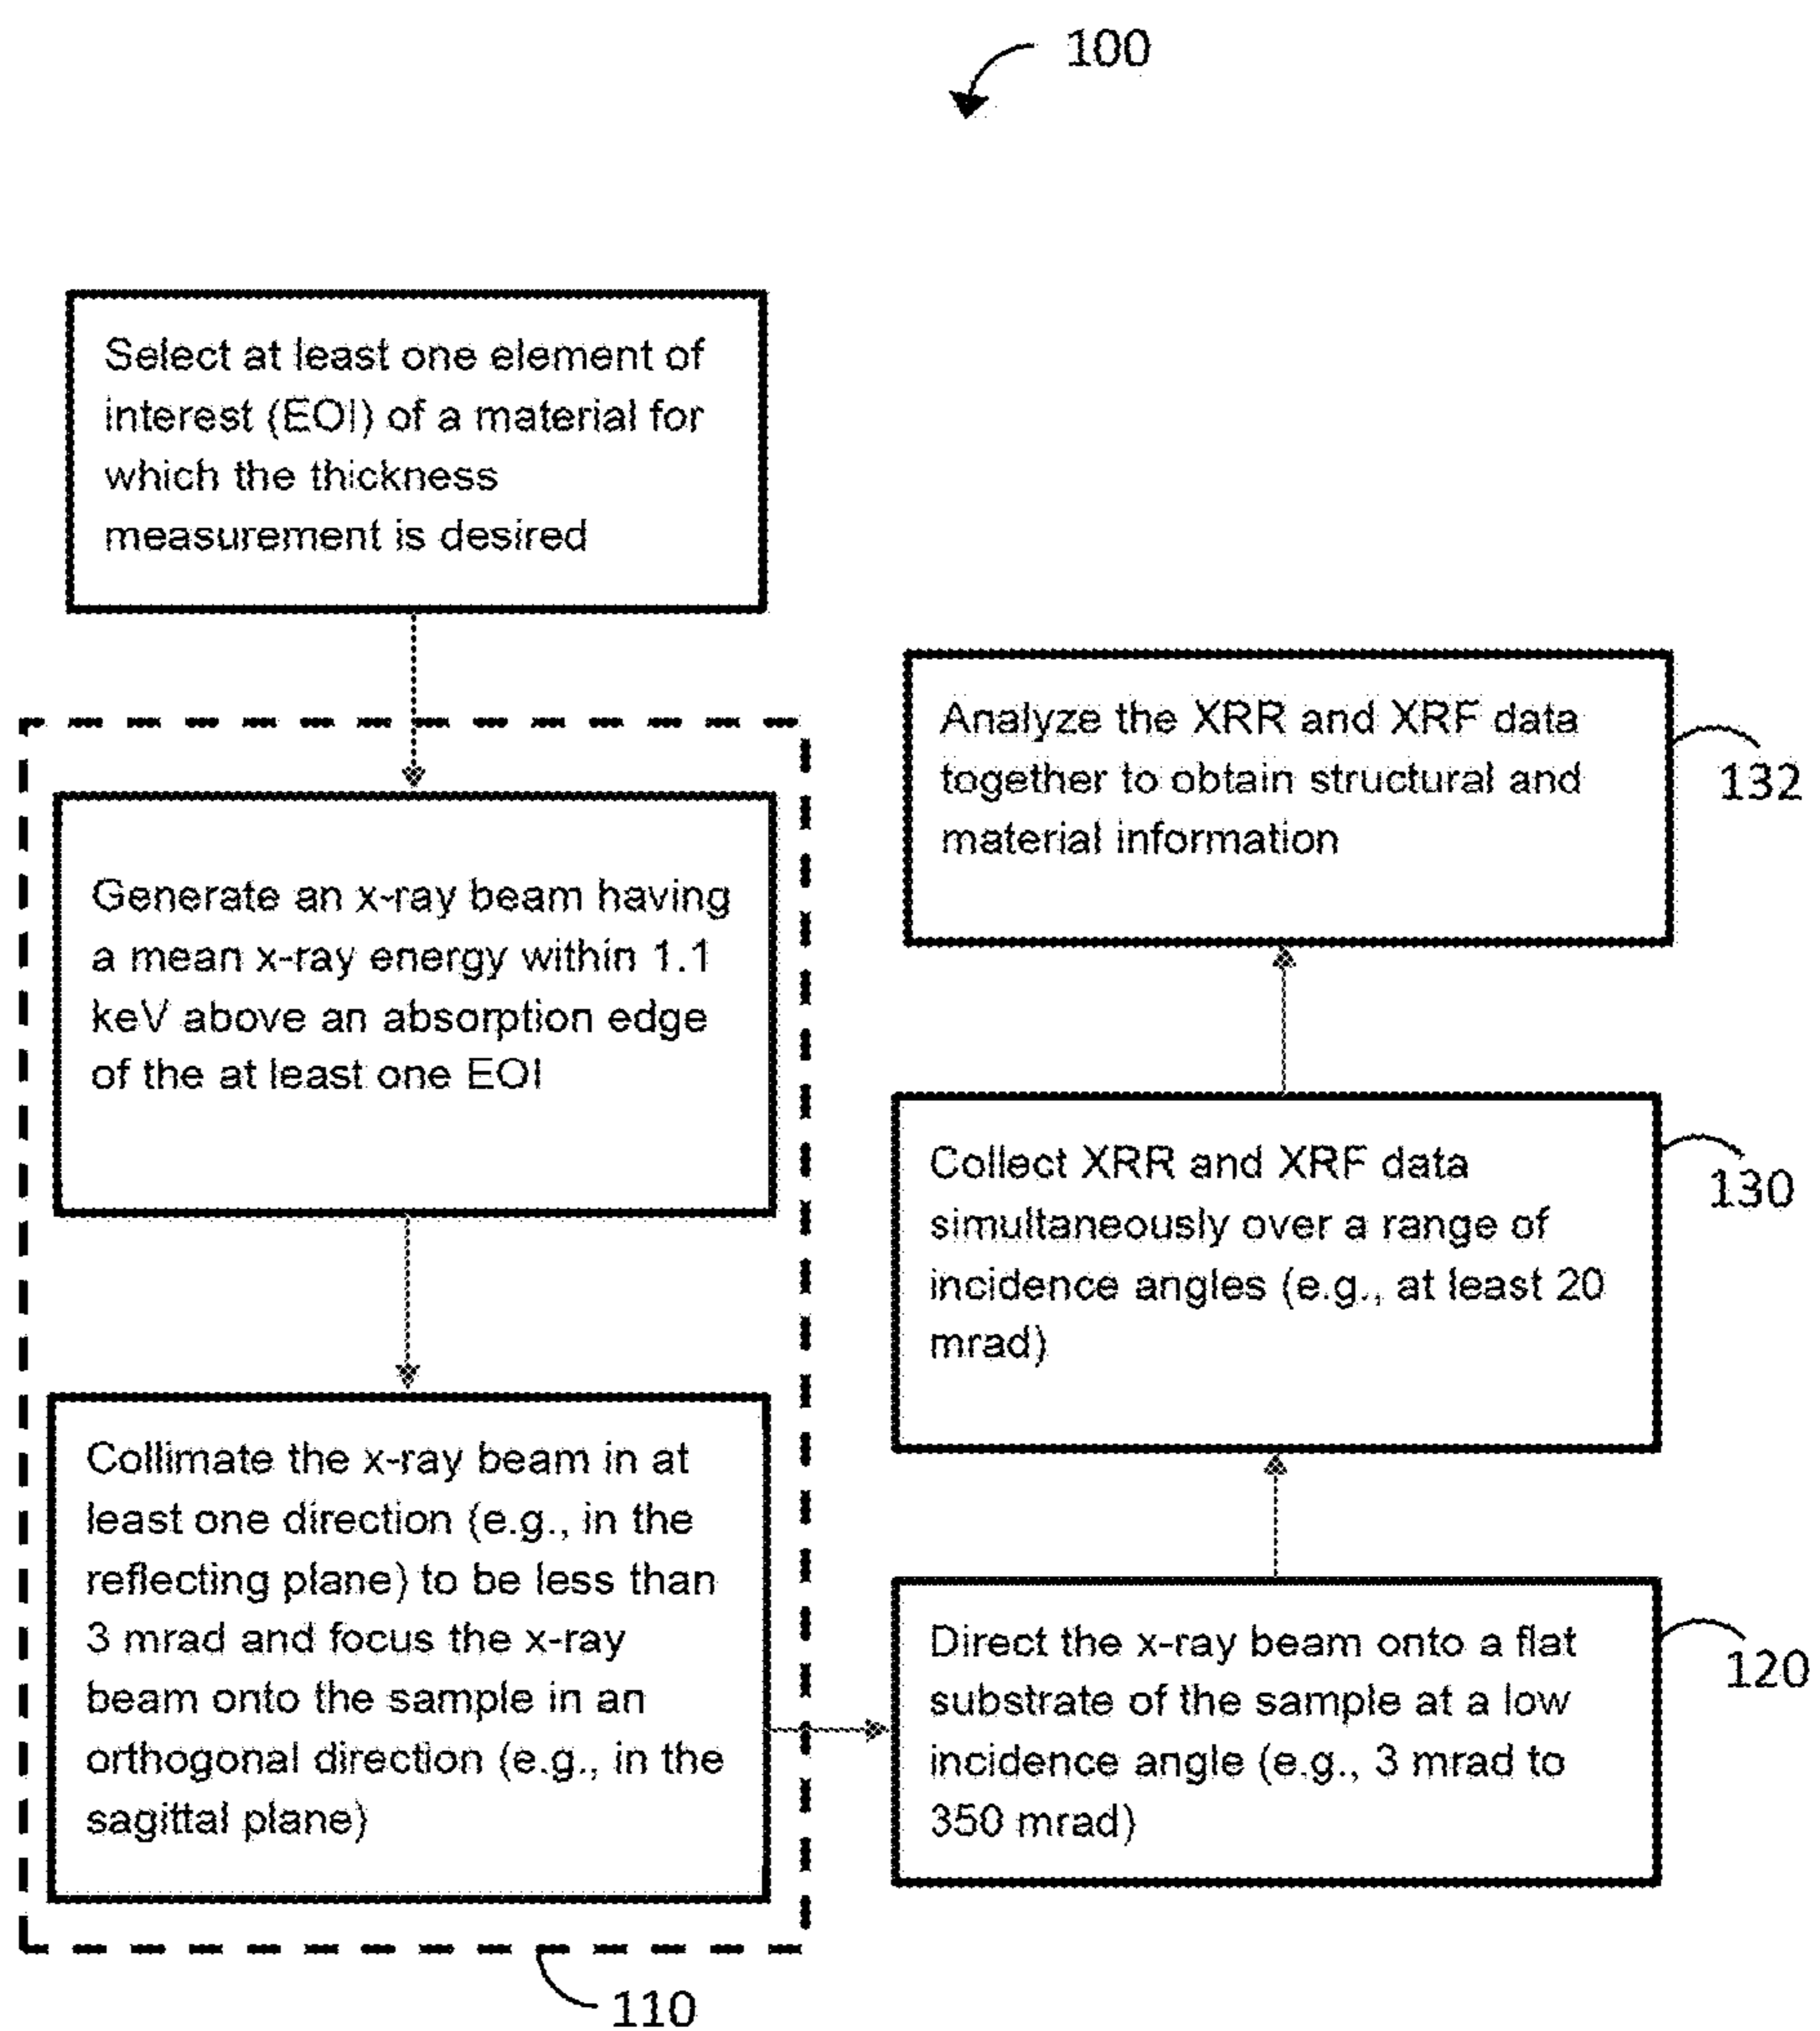 100
Select at least one element of
interest (EOI) of a material for
which the thickness
measurement is desired
Generate an x-ray beam having
a mean x-ray energy within 1.1
keV above an absorption edge
of the at least one EOI
Collimate the x-ray beam in at
least one direction (e.g., in the
reflecting plane) to be less than
3 mrad and focus the x-ray
beam onto the sample in an
orthogonal direction (e.g., in the
sagittal plane)
110
Direct the x-ray beam onto a flat
substrate of the sample at a low
incidence angle (e.g., 3 mrad to
350 mrad)
120
Collect XRR and XRF data
simultaneously over a range of
incidence angles (e.g., at least 20
mrad)
130
Analyze the XRR and XRF data
together to obtain structural and
material information
132